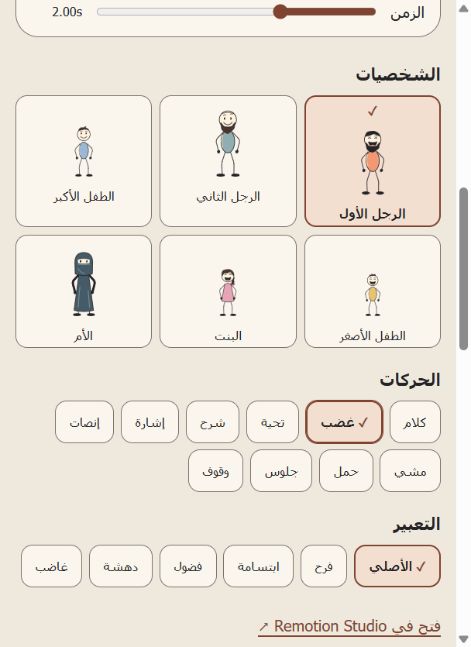 الزمن 2.00s
الشخصيات
✓
الرجل الأول
الرجل الثاني
الطفل الأكبر
الطفل الأصغر
البنت
الأم
الحركات
كلام ✓ غضب تحية شرح إشارة إنصات
مشي حمل جلوس وقوف
التعبير
✓ الأصلي فرح ابتسامة فضول دهشة غاضب
فتح في Remotion Studio ↗